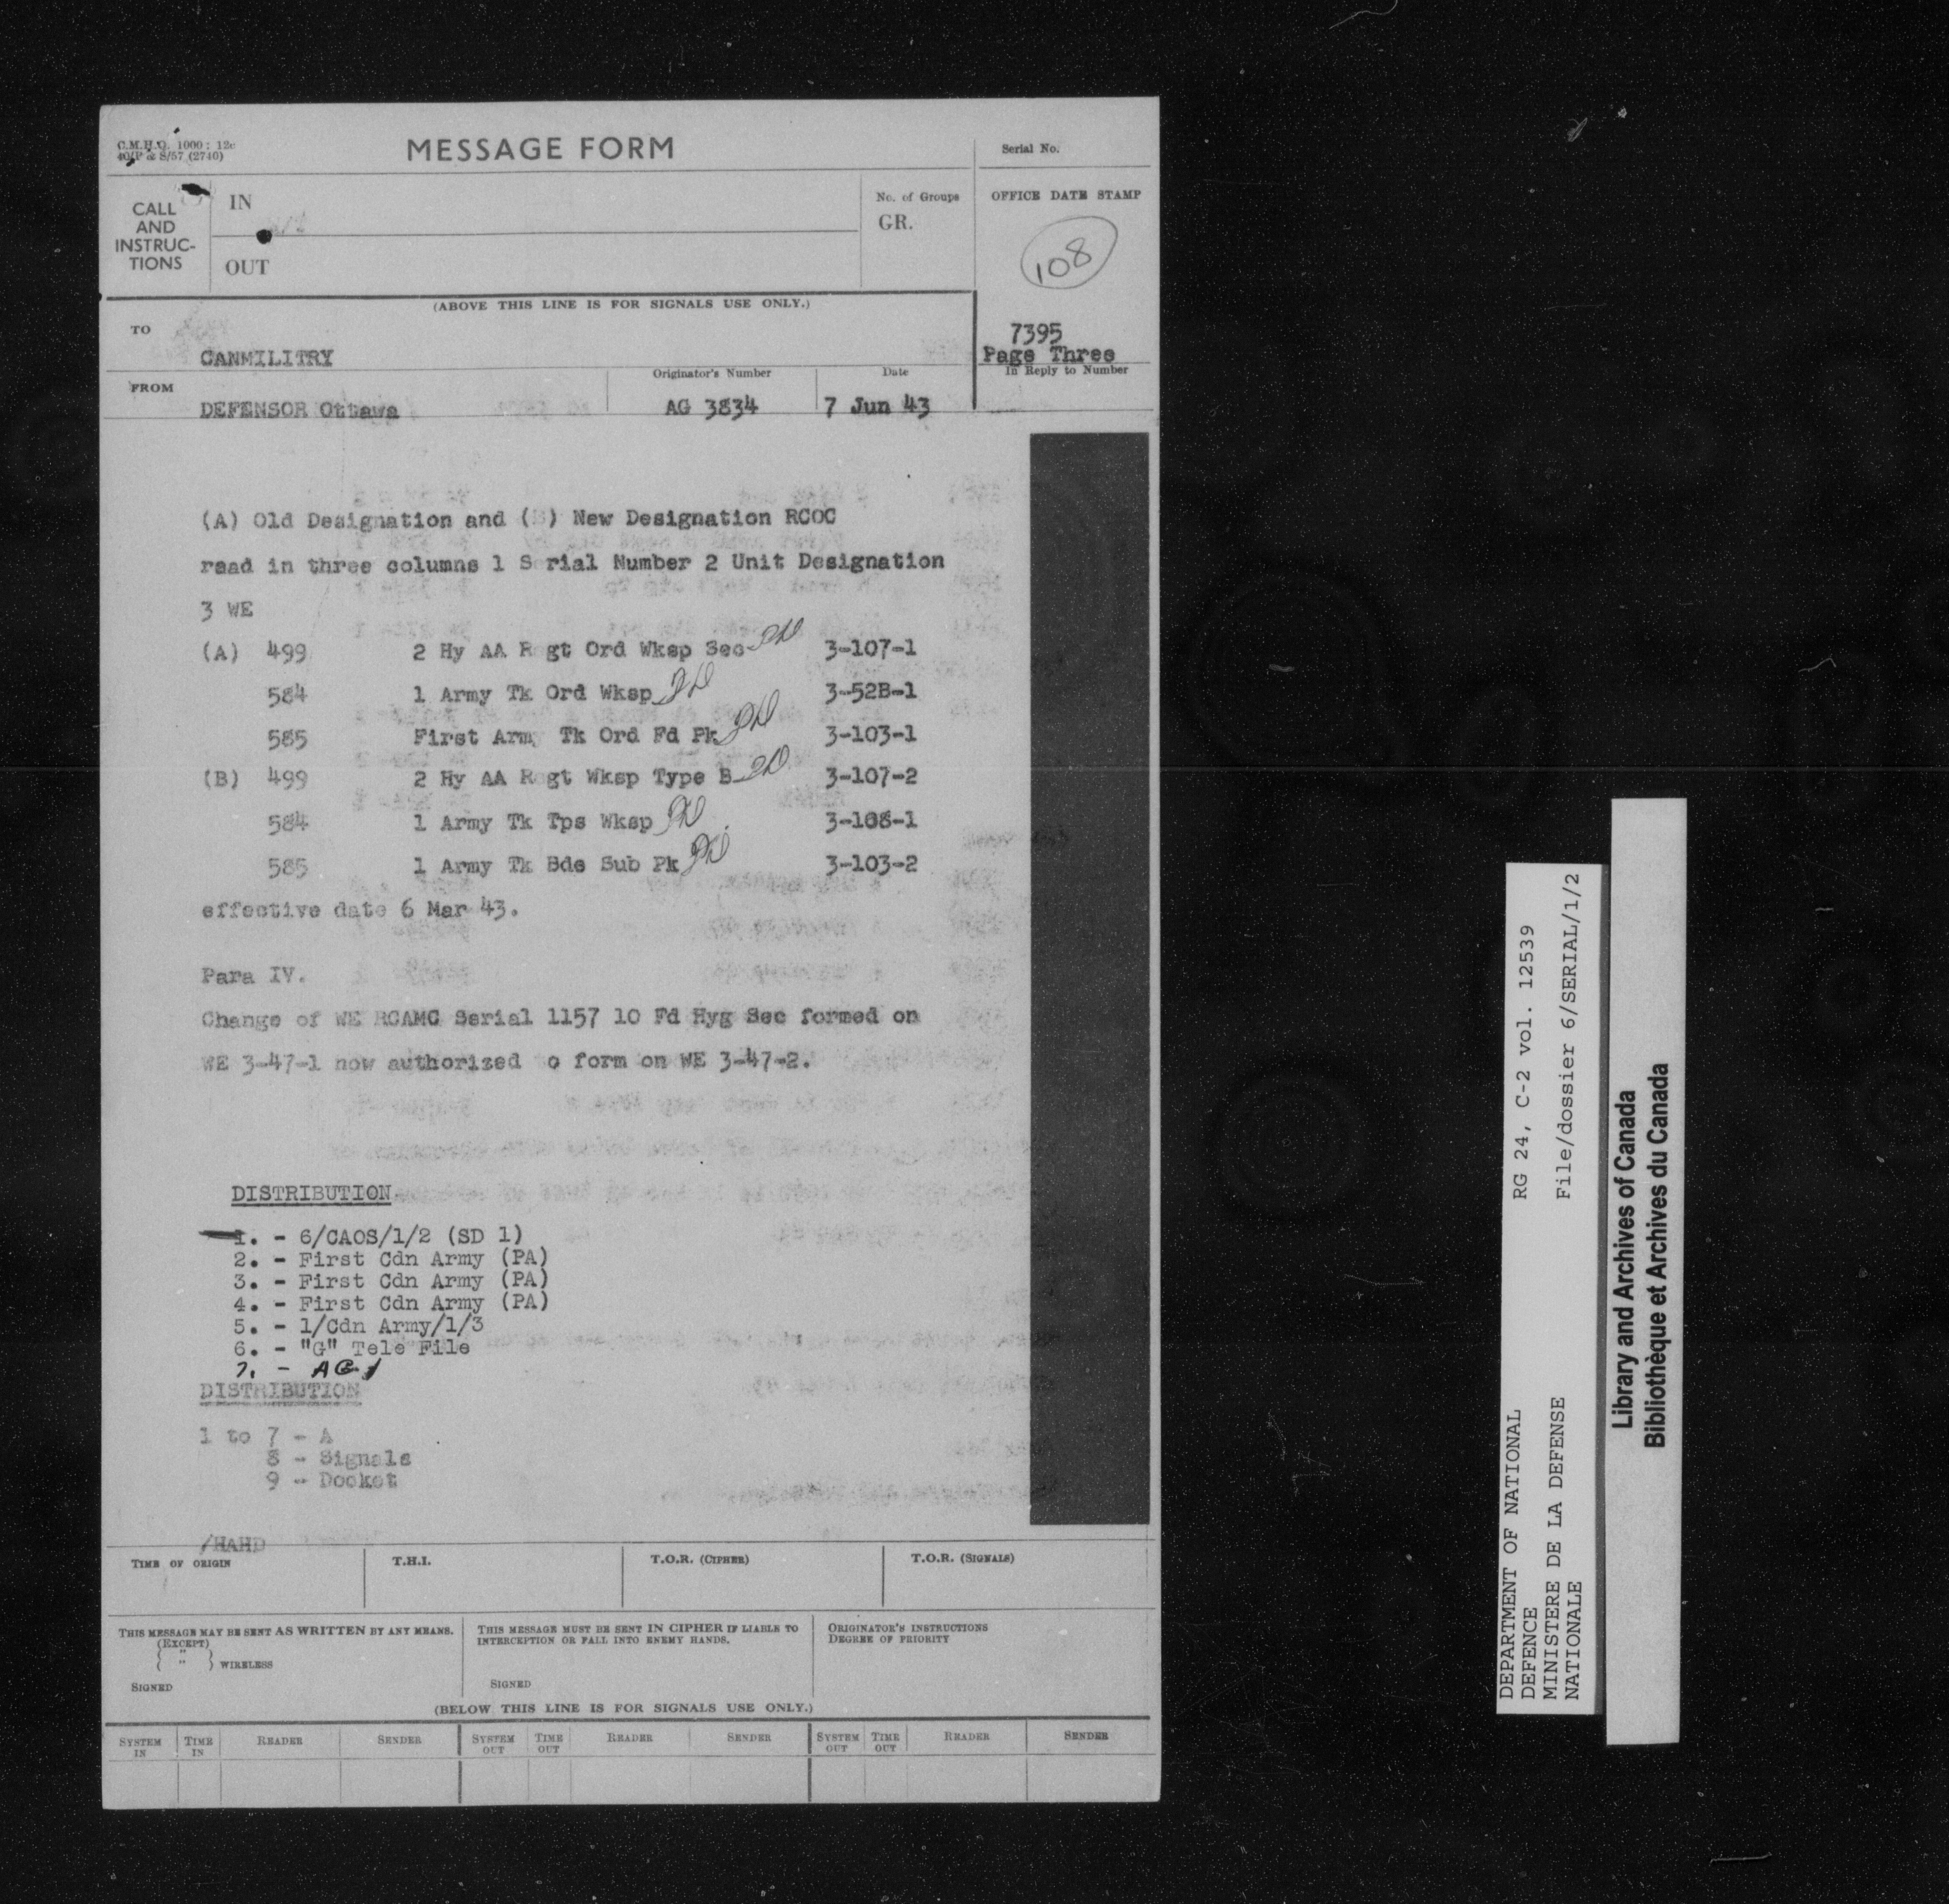 C.M.H.Q. 1000: 12c
40/P & S/57 (2740)
MESSAGE FORM
Serial No.
CALL
AND
INSTRUC-
TIONS
IN
OUT
No. of Groups
GR.
OFFICE DATE STAMP
108
(ABOVE THIS LINE IS FOR SIGNALS USE ONLY.)
TO
CANMILITRY
7395
Page Three
In Reply to Number
FROM
DEFENSOR Ottawa
Originator's Number
AG 3834
Date
7 Jun 43
(A) Old Designation and (B) New Designation RCOC
read in three columns 1 S rial Number 2 Unit Designation
3 WE
(A) 499 2 Hy AA R gt Ord Wksp Sec 3-107-1
584 1 Army Tk Ord Wksp 3-52B-1
585 First Arm Tk Ord Fd Pk 3-103-1
(B) 499 2 Hy AA R gt Wksp Type B 3-107-2
584 1 Army Tk Tps Wksp 3-108-1
585 1 Army Tk Bde Sub Pk 3-103-2
effective date 6 Mar 43.
Para IV.
Change of WE RCAMC Serial 1157 10 Fd Hyg Sec formed on
WE 3-47-1 now authorized o form on WE 3-47-2.
DISTRIBUTION
1. - 6/CAOS/1/2 (SD 1)
2. - First Cdn Army (PA)
3. - First Cdn Army (PA)
4. - First Cdn Army (PA)
5. - 1/Cdn Army/1/3
6. - "G" Tele File
7. - AG 1
DISTRIBUTION
1 to 7 - A
8 - Signals
9 - Docket
/HAHD
TIME OF ORIGIN
T.H.I.
T.O.R. (CIPHER)
T.O.R. (SIGNALS)
THIS MESSAGE MAY BE SENT AS WRITTEN BY ANY MEANS.
(EXCEPT)
( " ) WIRELESS
( " )
SIGNED
THIS MESSAGE MUST BE SENT IN CIPHER IF LIABLE TO
INTERCEPTION OR FALL INTO ENEMY HANDS.
SIGNED
ORIGINATOR'S INSTRUCTIONS
DEGREE OF PRIORITY
(BELOW THIS LINE IS FOR SIGNALS USE ONLY.)
SYSTEM IN
TIME IN
READER
SENDER
SYSTEM OUT
TIME OUT
READER
SENDER
SYSTEM OUT
TIME OUT
READER
SENDER
DEPARTMENT OF NATIONAL
DEFENCE
MINISTERE DE LA DEFENSE
NATIONALE
RG 24, C-2 vol. 12539
File/dossier 6/SERIAL/1/2
Library and Archives of Canada
Bibliothèque et Archives du Canada